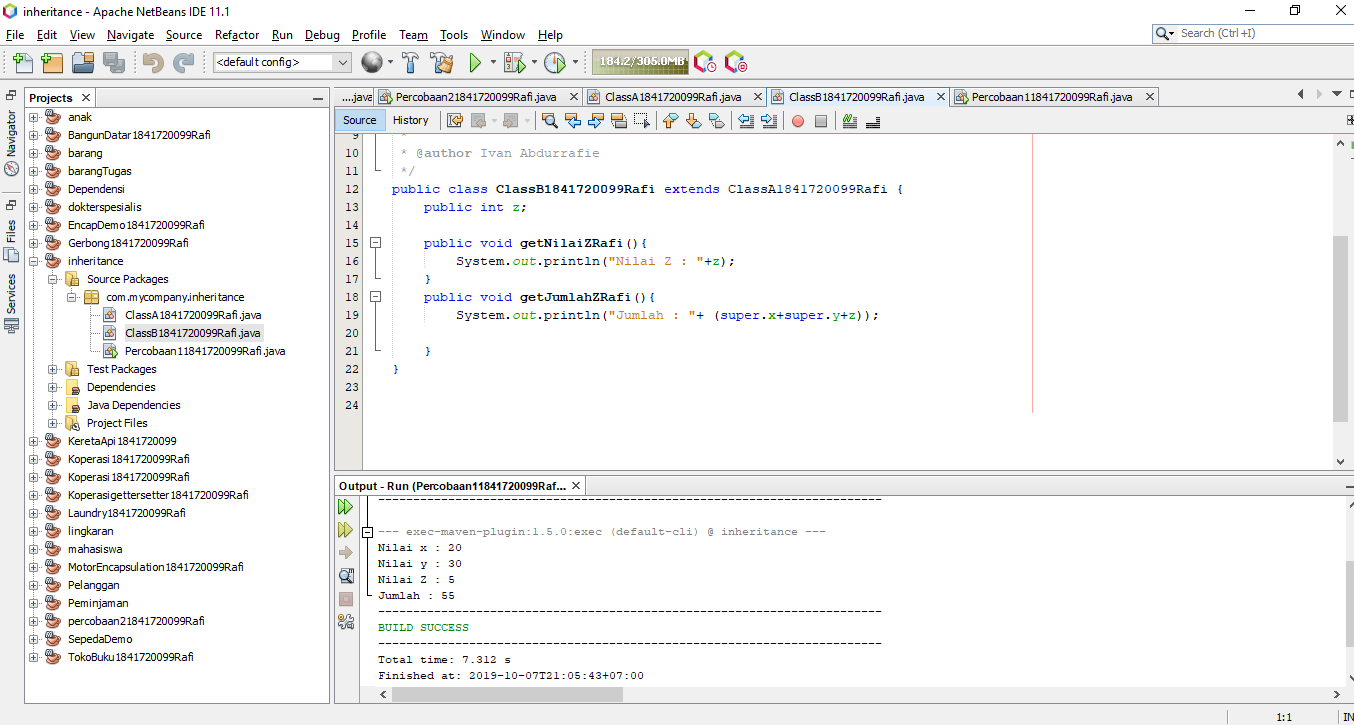 inheritance - Apache NetBeans IDE 11.1
File Edit View Navigate Source Refactor Run Debug Profile Team Tools Window Help
Search (Ctrl+I)
<default config>
184.2/305.0MB
Projects
Navigator
Files
Services
anak
BangunDatar1841720099Rafi
barang
barangTugas
Dependensi
dokterspesialis
EncapDemo1841720099Rafi
Gerbong1841720099Rafi
inheritance
Source Packages
com.mycompany.inheritance
ClassA1841720099Rafi.java
ClassB1841720099Rafi.java
Percobaan11841720099Rafi.java
Test Packages
Dependencies
Java Dependencies
Project Files
KeretaApi1841720099
Koperasi1841720099Rafi
Koperasi1841720099Rafi
Koperasigettersetter1841720099Rafi
Laundry1841720099Rafi
lingkaran
mahasiswa
MotorEncapsulation1841720099Rafi
Pelanggan
Peminjaman
percobaan21841720099Rafi
SepedaDemo
TokoBuku1841720099Rafi
....java Percobaan21841720099Rafi.java ClassA1841720099Rafi.java ClassB1841720099Rafi.java Percobaan11841720099Rafi.java
Source History
9 *
10 * @author Ivan Abdurrafie
11 */
12 public class ClassB1841720099Rafi extends ClassA1841720099Rafi {
13 public int z;
14
15 public void getNilaiZRafi(){
16 System.out.println("Nilai Z : "+z);
17 }
18 public void getJumlahZRafi(){
19 System.out.println("Jumlah : "+ (super.x+super.y+z));
20
21 }
22 }
23
24
Output - Run (Percobaan11841720099Raf...
------------------------------------------------------------------------
--- exec-maven-plugin:1.5.0:exec (default-cli) @ inheritance ---
Nilai x : 20
Nilai y : 30
Nilai Z : 5
Jumlah : 55
------------------------------------------------------------------------
BUILD SUCCESS
------------------------------------------------------------------------
Total time: 7.312 s
Finished at: 2019-10-07T21:05:43+07:00
1:1 IN